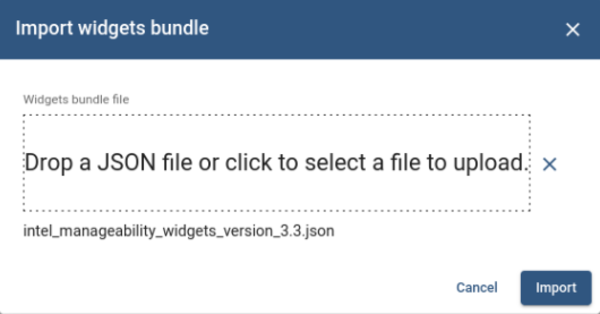 Import widgets bundle
Widgets bundle file
Drop a JSON file or click to select a file to upload.
intel_manageability_widgets_version_3.3.json
Cancel
Import